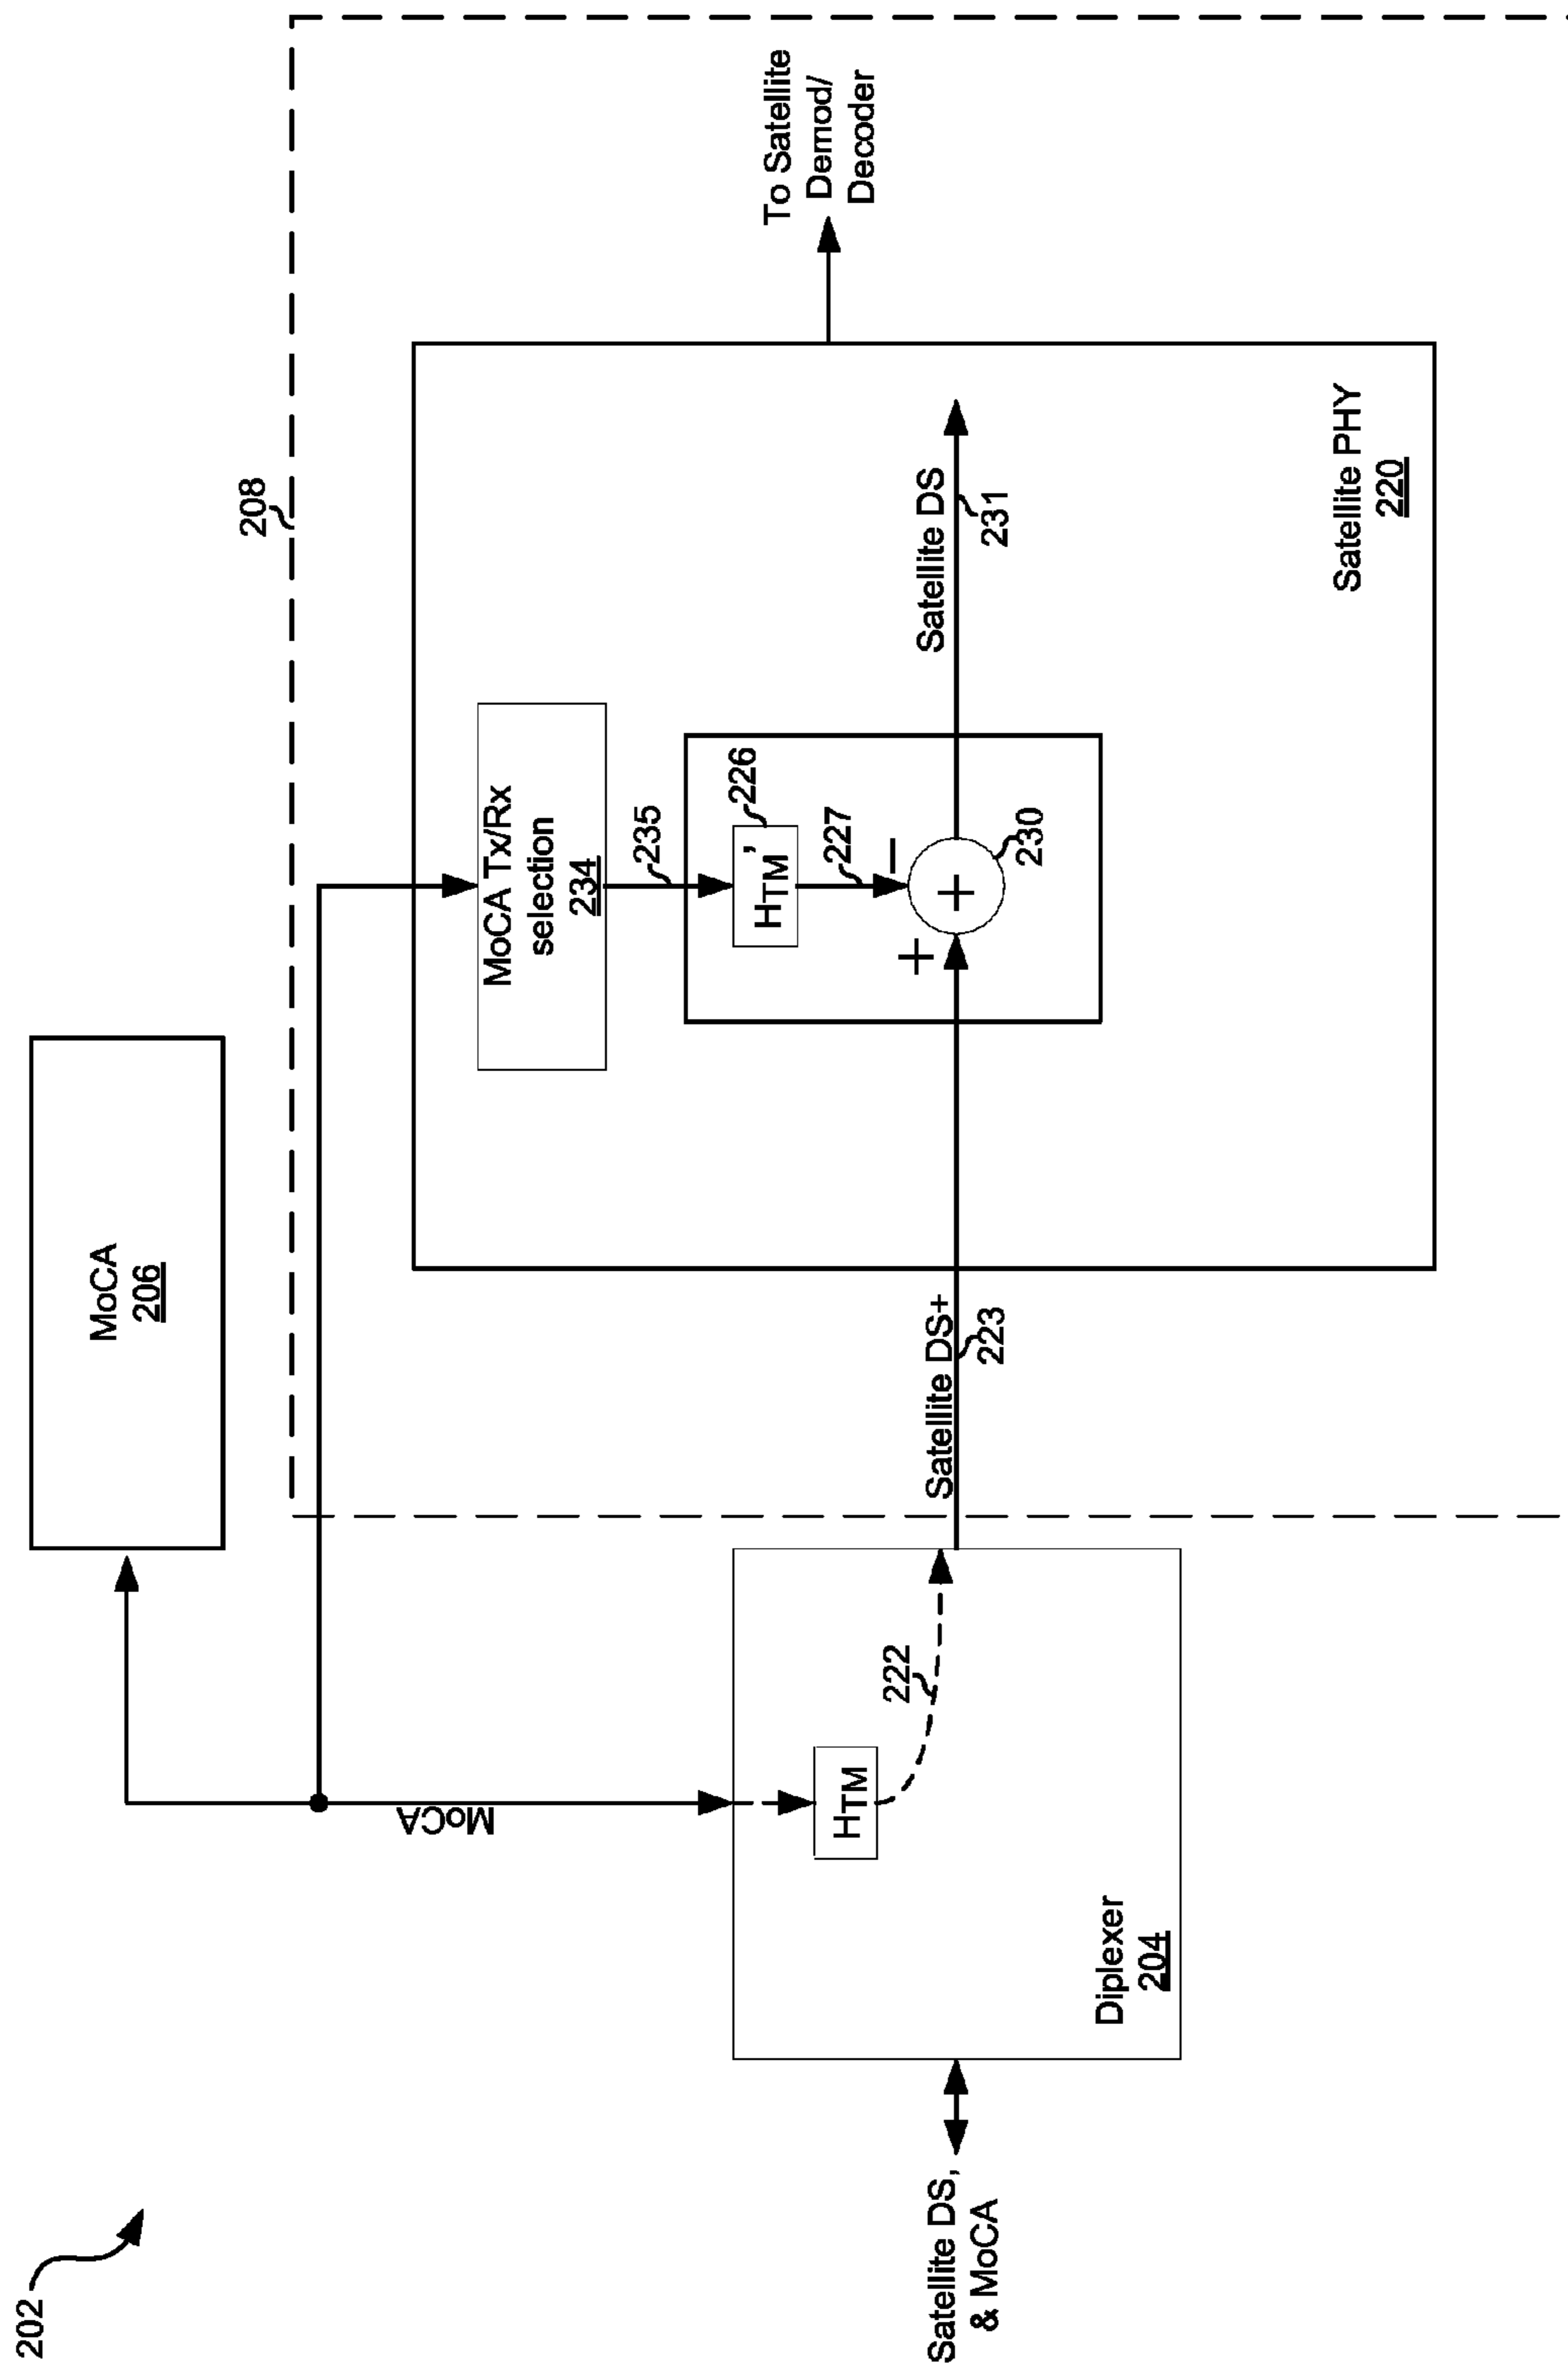 202
MoCA
206
208
MoCA
MoCA Tx/Rx
selection
234
235
HTM'
226
227
HTM
222
+
−
+
230
Satellite DS+
223
Satellite DS
231
To Satellite
Demod/
Decoder
Satellite DS,
& MoCA
Diplexer
204
Satellite PHY
220